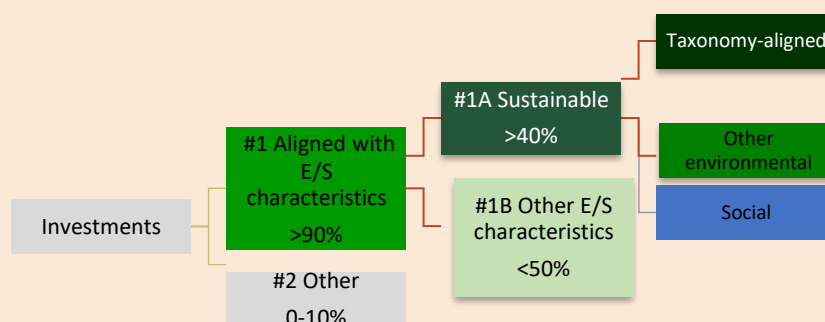 Taxonomy-aligned
#1A Sustainable
>40%
#1 Aligned with
E/S
characteristics
>90%
Other
environmental
#1B Other E/S
characteristics
<50%
Social
Investments
#2 Other
0-10%